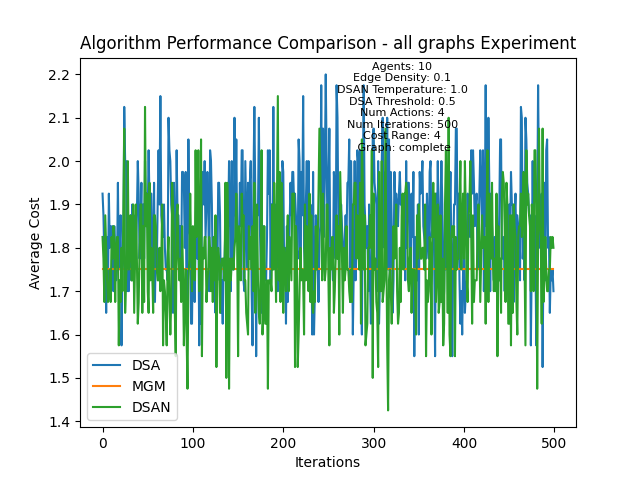 Algorithm Performance Comparison - all graphs Experiment
Agents: 10
Edge Density: 0.1
DSAN Temperature: 1.0
DSA Threshold: 0.5
Num Actions: 4
Num Iterations: 500
Cost Range: 4
Graph: complete
Average Cost
2.2
2.1
2.0
1.9
1.8
1.7
1.6
1.5
1.4
DSA
MGM
DSAN
0
100
200
300
400
500
Iterations